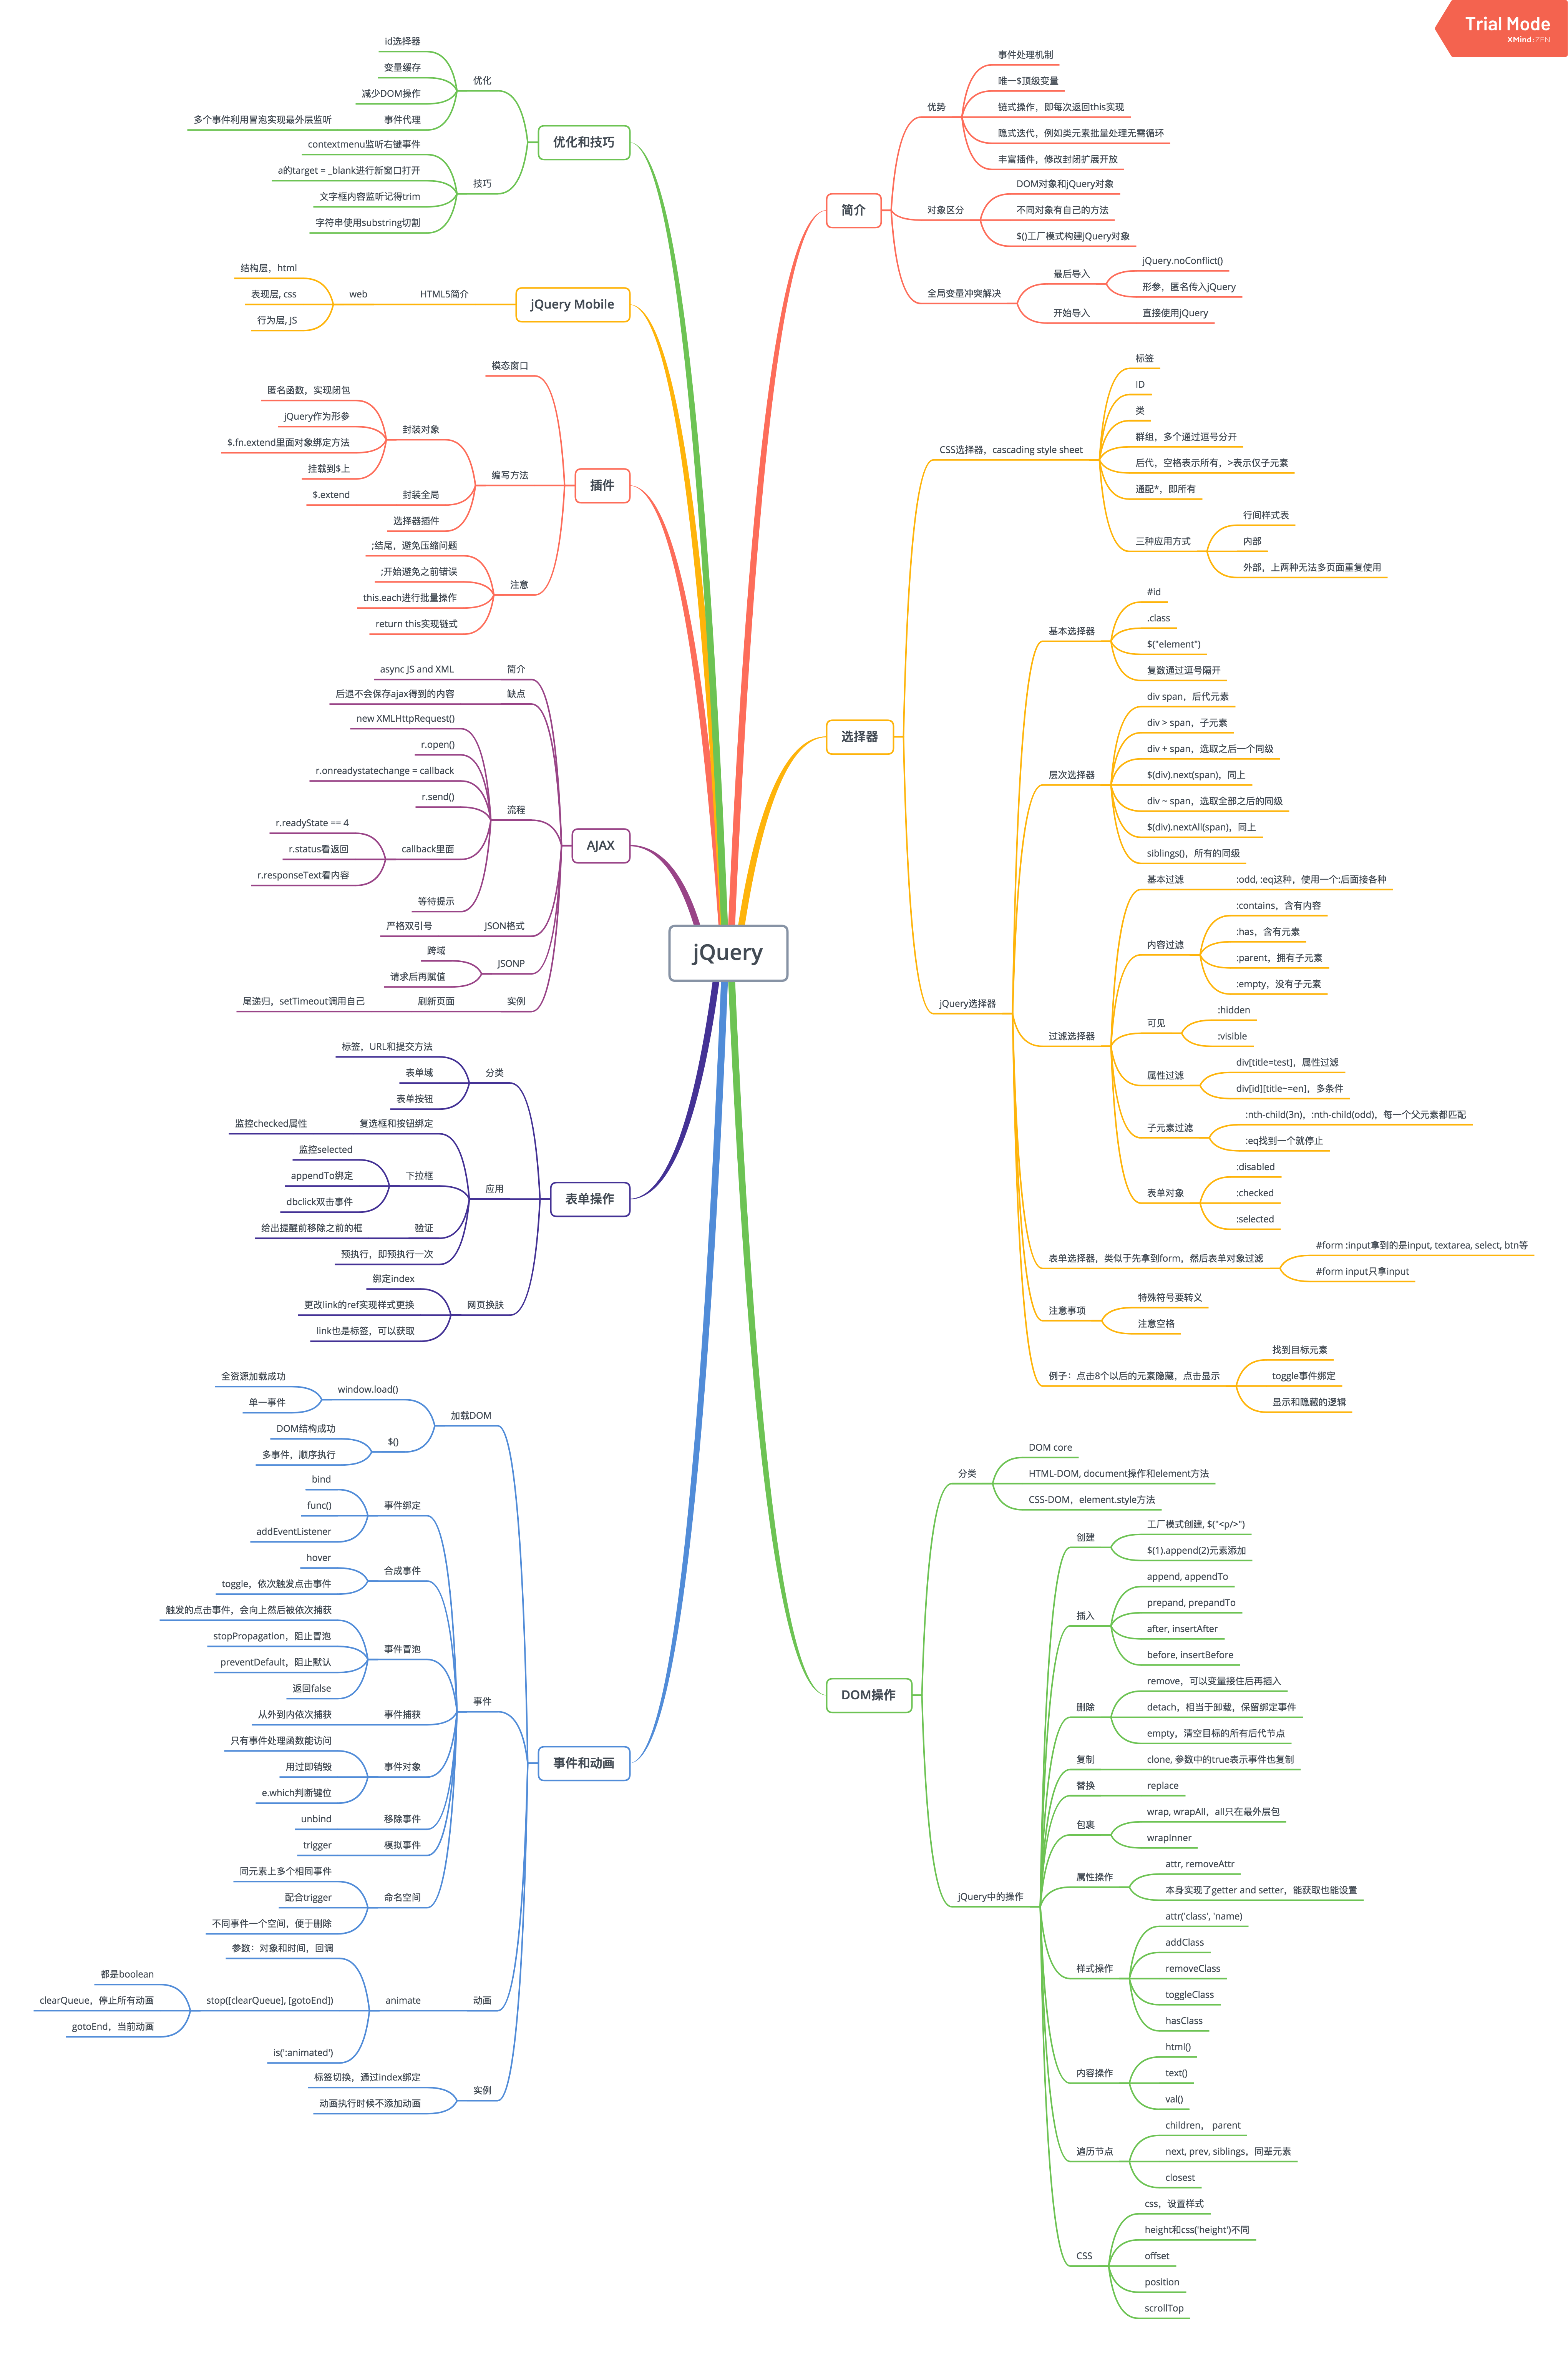 Trial Mode
XMind:ZEN
jQuery
简介
优势
事件处理机制
唯一$顶级变量
链式操作，即每次返回this实现
隐式迭代，例如类元素批量处理无需循环
丰富插件，修改封闭扩展开放
对象区分
DOM对象和jQuery对象
不同对象有自己的方法
$()工厂模式构建jQuery对象
全局变量冲突解决
最后导入
jQuery.noConflict()
形参，匿名传入jQuery
开始导入
直接使用jQuery
选择器
CSS选择器，cascading style sheet
标签
ID
类
群组，多个通过逗号分开
后代，空格表示所有，>表示仅子元素
通配*，即所有
三种应用方式
行间样式表
内部
外部，上两种无法多页面重复使用
jQuery选择器
基本选择器
#id
.class
$("element")
复数通过逗号隔开
层次选择器
div span，后代元素
div > span，子元素
div + span，选取之后一个同级
$(div).next(span)，同上
div ~ span，选取全部之后的同级
$(div).nextAll(span)，同上
siblings()，所有的同级
过滤选择器
基本过滤
:odd, :eq这种，使用一个:后面接各种
内容过滤
:contains，含有内容
:has，含有元素
:parent，拥有子元素
:empty，没有子元素
可见
:hidden
:visible
属性过滤
div[title=test]，属性过滤
div[id][title~=en]，多条件
子元素过滤
:nth-child(3n)，:nth-child(odd)，每一个父元素都匹配
:eq找到一个就停止
表单对象
:disabled
:checked
:selected
表单选择器，类似于先拿到form，然后表单对象过滤
#form :input拿到的是input, textarea, select, btn等
#form input只拿input
注意事项
特殊符号要转义
注意空格
例子：点击8个以后的元素隐藏，点击显示
找到目标元素
toggle事件绑定
显示和隐藏的逻辑
DOM操作
分类
DOM core
HTML-DOM, document操作和element方法
CSS-DOM，element.style方法
jQuery中的操作
创建
工厂模式创建, $("<p/>")
$(1).append(2)元素添加
插入
append, appendTo
prepand, prepandTo
after, insertAfter
before, insertBefore
删除
remove，可以变量接住后再插入
detach，相当于卸载，保留绑定事件
empty，清空目标的所有后代节点
复制
clone, 参数中的true表示事件也复制
替换
replace
包裹
wrap, wrapAll，all只在最外层包
wrapInner
属性操作
attr, removeAttr
本身实现了getter and setter，能获取也能设置
样式操作
attr('class', 'name)
addClass
removeClass
toggleClass
hasClass
内容操作
html()
text()
val()
遍历节点
children， parent
next, prev, siblings，同辈元素
closest
CSS
css，设置样式
height和css('height')不同
offset
position
scrollTop
优化和技巧
优化
id选择器
变量缓存
减少DOM操作
事件代理
多个事件利用冒泡实现最外层监听
技巧
contextmenu监听右键事件
a的target = _blank进行新窗口打开
文字框内容监听记得trim
字符串使用substring切割
jQuery Mobile
HTML5简介
web
结构层，html
表现层, css
行为层, JS
插件
模态窗口
编写方法
封装对象
匿名函数，实现闭包
jQuery作为形参
$.fn.extend里面对象绑定方法
挂载到$上
封装全局
$.extend
选择器插件
注意
;结尾，避免压缩问题
;开始避免之前错误
this.each进行批量操作
return this实现链式
AJAX
简介
async JS and XML
缺点
后退不会保存ajax得到的内容
流程
new XMLHttpRequest()
r.open()
r.onreadystatechange = callback
r.send()
callback里面
r.readyState == 4
r.status看返回
r.responseText看内容
等待提示
JSON格式
严格双引号
JSONP
跨域
请求后再赋值
实例
刷新页面
尾递归，setTimeout调用自己
表单操作
分类
标签，URL和提交方法
表单域
表单按钮
应用
复选框和按钮绑定
监控checked属性
下拉框
监控selected
appendTo绑定
dbclick双击事件
验证
给出提醒前移除之前的框
预执行，即预执行一次
网页换肤
绑定index
更改link的ref实现样式更换
link也是标签，可以获取
事件和动画
加载DOM
window.load()
全资源加载成功
单一事件
$()
DOM结构成功
多事件，顺序执行
事件
事件绑定
bind
func()
addEventListener
合成事件
hover
toggle，依次触发点击事件
事件冒泡
触发的点击事件，会向上然后被依次捕获
stopPropagation，阻止冒泡
preventDefault，阻止默认
返回false
事件捕获
从外到内依次捕获
事件对象
只有事件处理函数能访问
用过即销毁
e.which判断键位
移除事件
unbind
模拟事件
trigger
命名空间
同元素上多个相同事件
配合trigger
不同事件一个空间，便于删除
动画
animate
参数：对象和时间，回调
stop([clearQueue], [gotoEnd])
都是boolean
clearQueue，停止所有动画
gotoEnd，当前动画
is(':animated')
实例
标签切换，通过index绑定
动画执行时候不添加动画